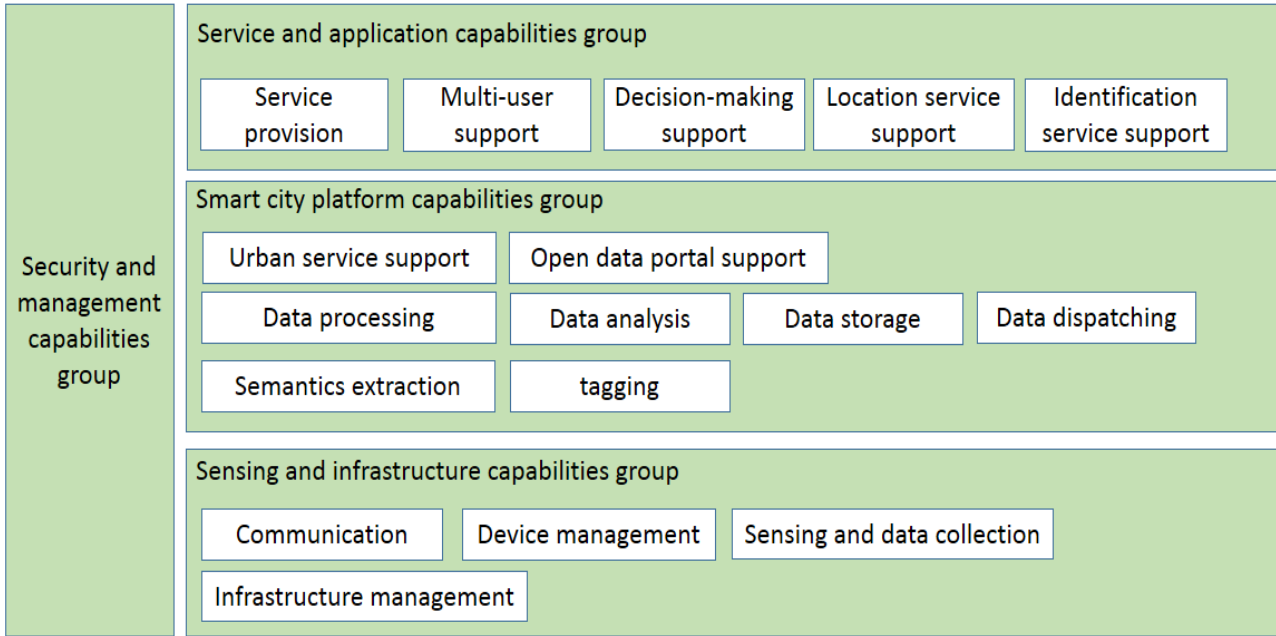 Security and
management
capabilities
group
Service and application capabilities group
Service
provision
Multi-user
support
Decision-making
support
Location service
support
Identification
service support
Smart city platform capabilities group
Urban service support
Open data portal support
Data processing
Data analysis
Data storage
Data dispatching
Semantics extraction
tagging
Sensing and infrastructure capabilities group
Communication
Device management
Sensing and data collection
Infrastructure management